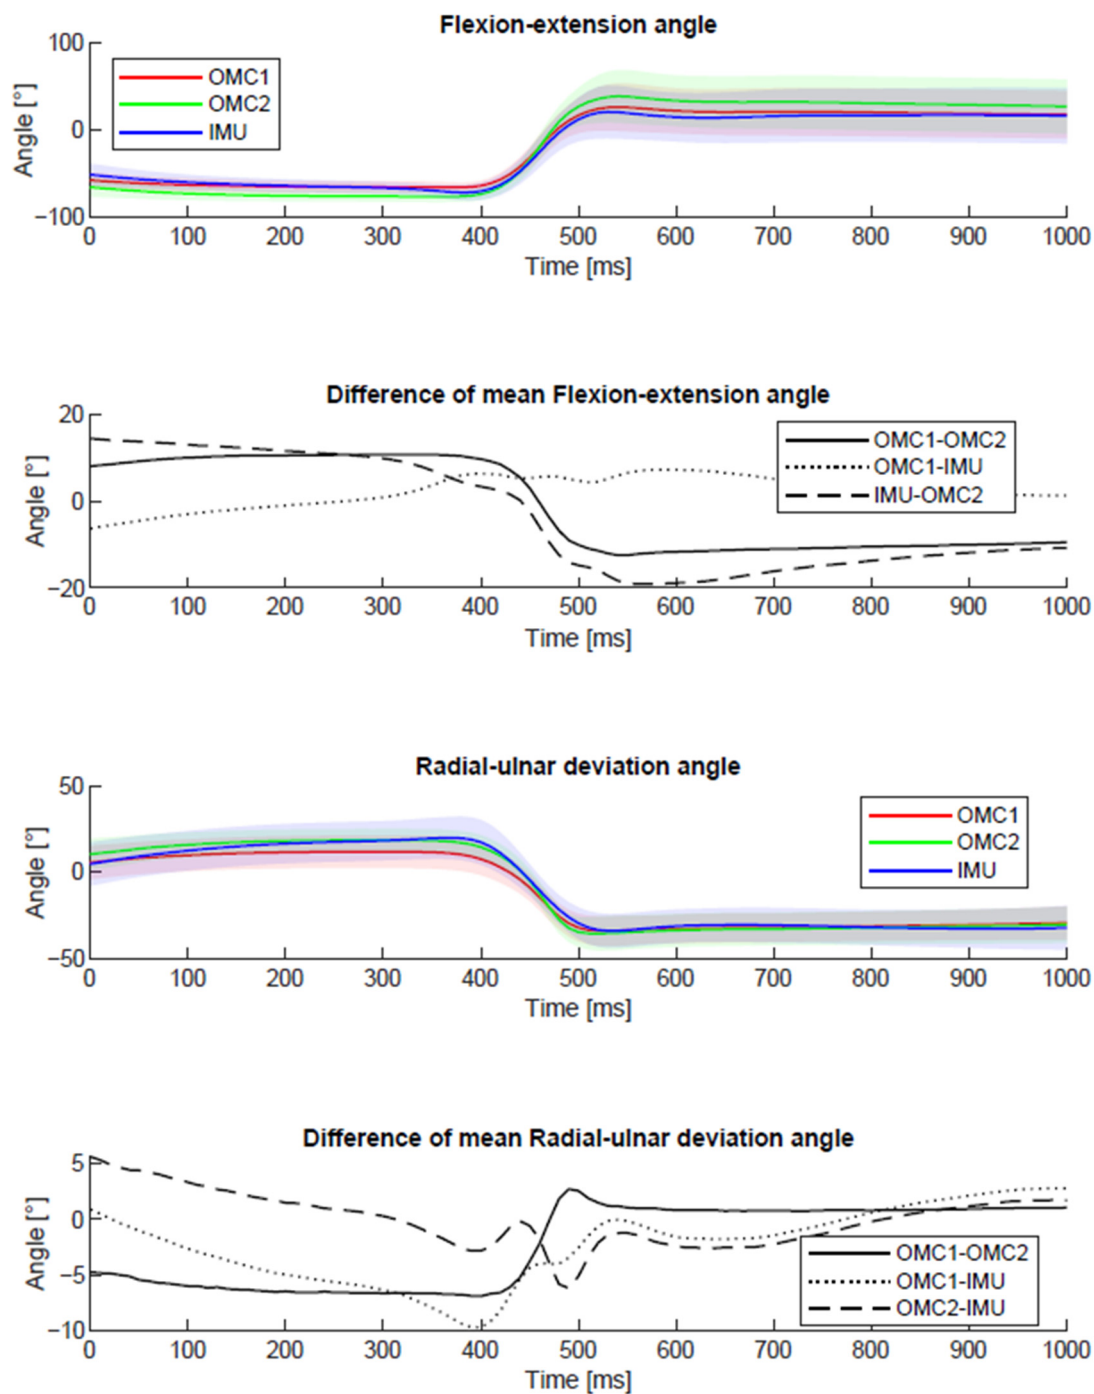 Flexion-extension angle
100
0
−100
Angle [°]
OMC1
OMC2
IMU
0 100 200 300 400 500 600 700 800 900 1000
Time [ms]
Difference of mean Flexion-extension angle
20
10
0
−10
−20
Angle [°]
OMC1-OMC2
OMC1-IMU
IMU-OMC2
0 100 200 300 400 500 600 700 800 900 1000
Time [ms]
Radial-ulnar deviation angle
50
0
−50
Angle [°]
OMC1
OMC2
IMU
0 100 200 300 400 500 600 700 800 900 1000
Time [ms]
Difference of mean Radial-ulnar deviation angle
5
0
−5
−10
Angle [°]
OMC1-OMC2
OMC1-IMU
OMC2-IMU
0 100 200 300 400 500 600 700 800 900 1000
Time [ms]